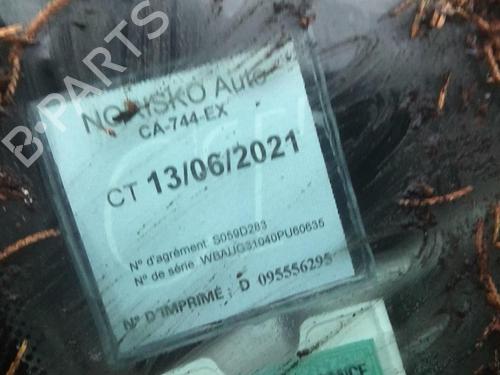 B-PARTS
NORISKO Auto
CA-744-EX
CT 13/06/2021
N° d'agrément S059D283
N° de série WBAUG31040PU60635
N° D'IMPRIMÉ : D 095556295